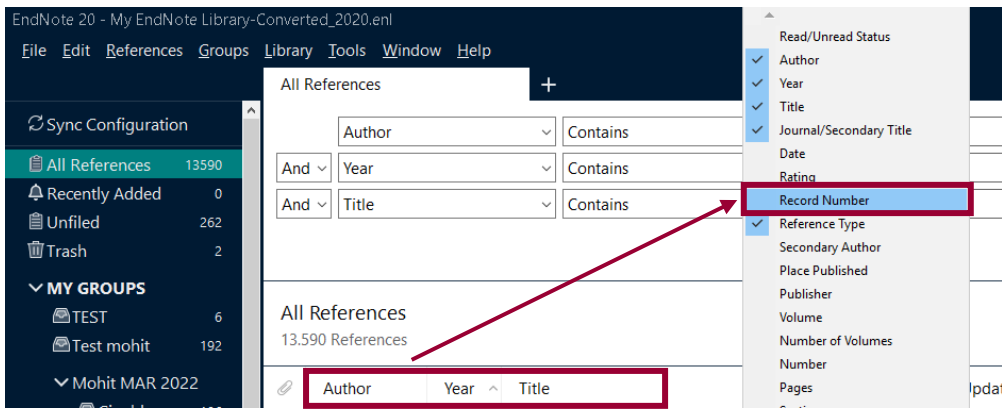 EndNote 20 - My EndNote Library-Converted_2020.enl
File Edit References Groups Library Tools Window Help
All References +
Sync Configuration
All References 13590
Recently Added 0
Unfiled 262
Trash 2
MY GROUPS
TEST 6
Test mohit 192
Mohit MAR 2022
Author Contains
And Year Contains
And Title Contains
All References
13.590 References
Author Year Title
Read/Unread Status
Author
Year
Title
Journal/Secondary Title
Date
Rating
Record Number
Reference Type
Secondary Author
Place Published
Publisher
Volume
Number of Volumes
Number
Pages